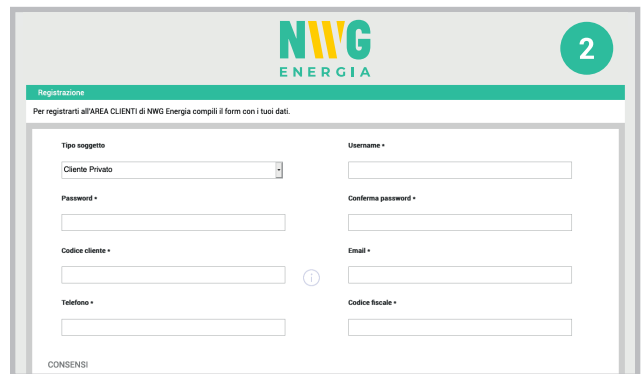 NWG
ENERGIA
2
Registrazione
Per registrarti all'AREA CLIENTI di NWG Energia compili il form con i tuoi dati.
Tipo soggetto
Username *
Cliente Privato
Password *
Conferma password *
Codice cliente *
Email *
i
Telefono *
Codice fiscale *
CONSENSI